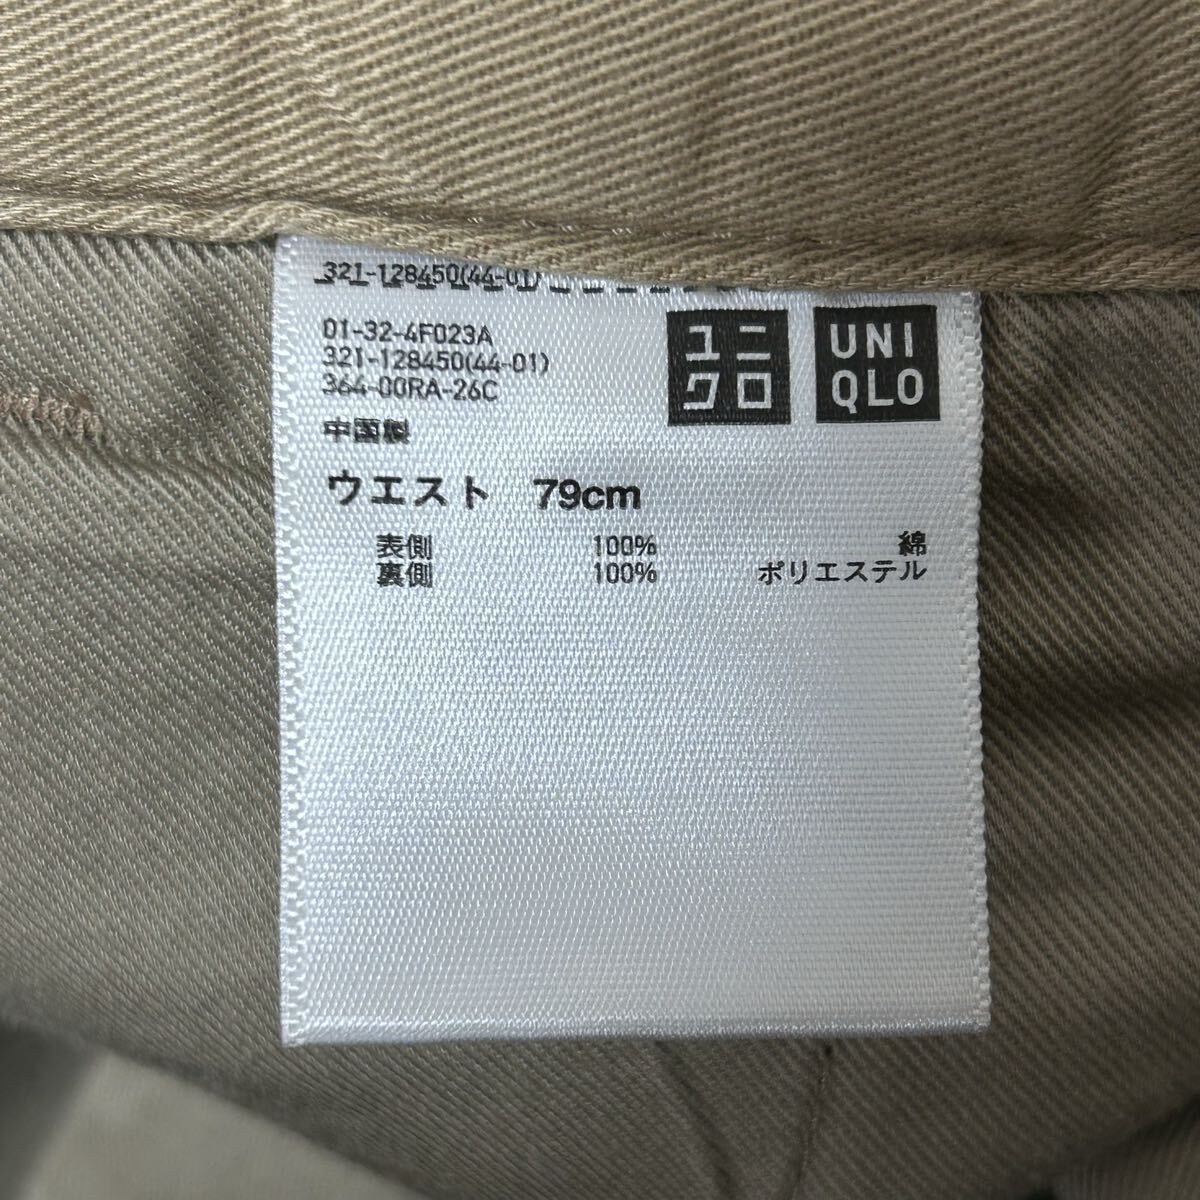 321-128450(44-01)
01-32-4F023A
321-128450(44-01)
364-00RA-26C
中国製
ユニ
クロ
UNI
QLO
ウエスト 79cm
表側 100% 綿
裏側 100% ポリエステル